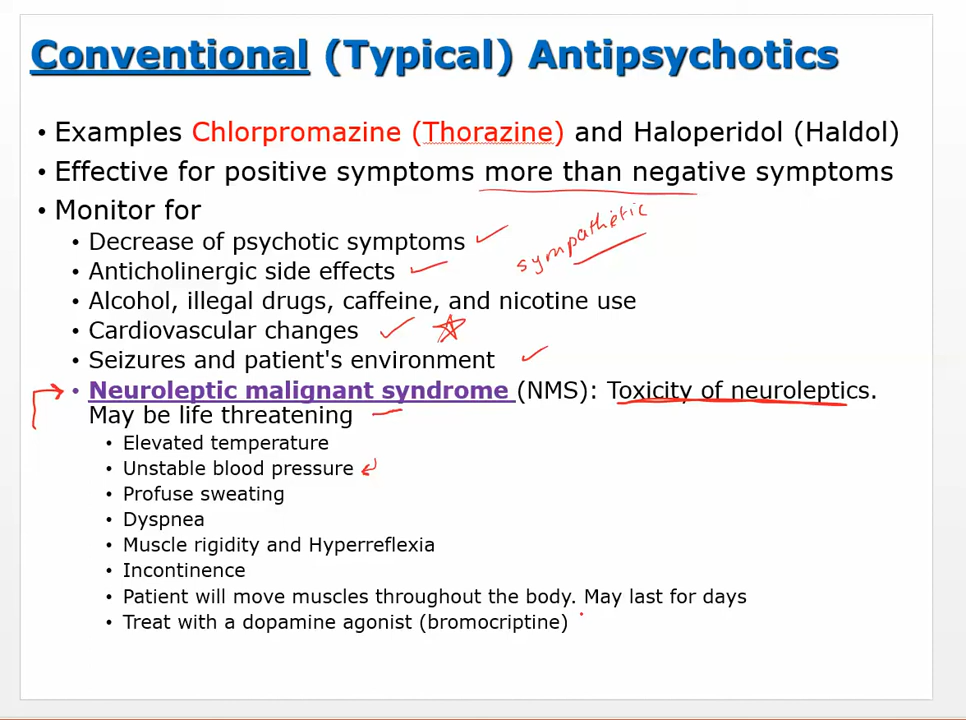 Conventional (Typical) Antipsychotics
• Examples Chlorpromazine (Thorazine) and Haloperidol (Haldol)
• Effective for positive symptoms more than negative symptoms
• Monitor for
• Decrease of psychotic symptoms
sympathetic
• Anticholinergic side effects
• Alcohol, illegal drugs, caffeine, and nicotine use
• Cardiovascular changes
• Seizures and patient's environment
• Neuroleptic malignant syndrome (NMS): Toxicity of neuroleptics.
May be life threatening
• Elevated temperature
• Unstable blood pressure
• Profuse sweating
• Dyspnea
• Muscle rigidity and Hyperreflexia
• Incontinence
• Patient will move muscles throughout the body. May last for days
• Treat with a dopamine agonist (bromocriptine)